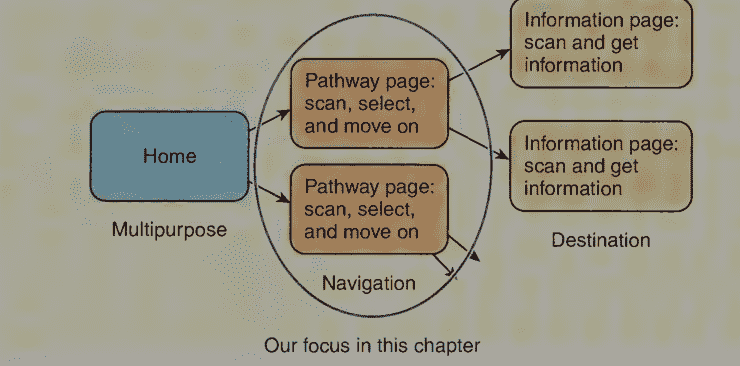 Home
Multipurpose
Pathway page:
scan, select,
and move on
Pathway page:
scan, select,
and move on
Navigation
Information page:
scan and get
information
Information page:
scan and get
information
Destination
Our focus in this chapter